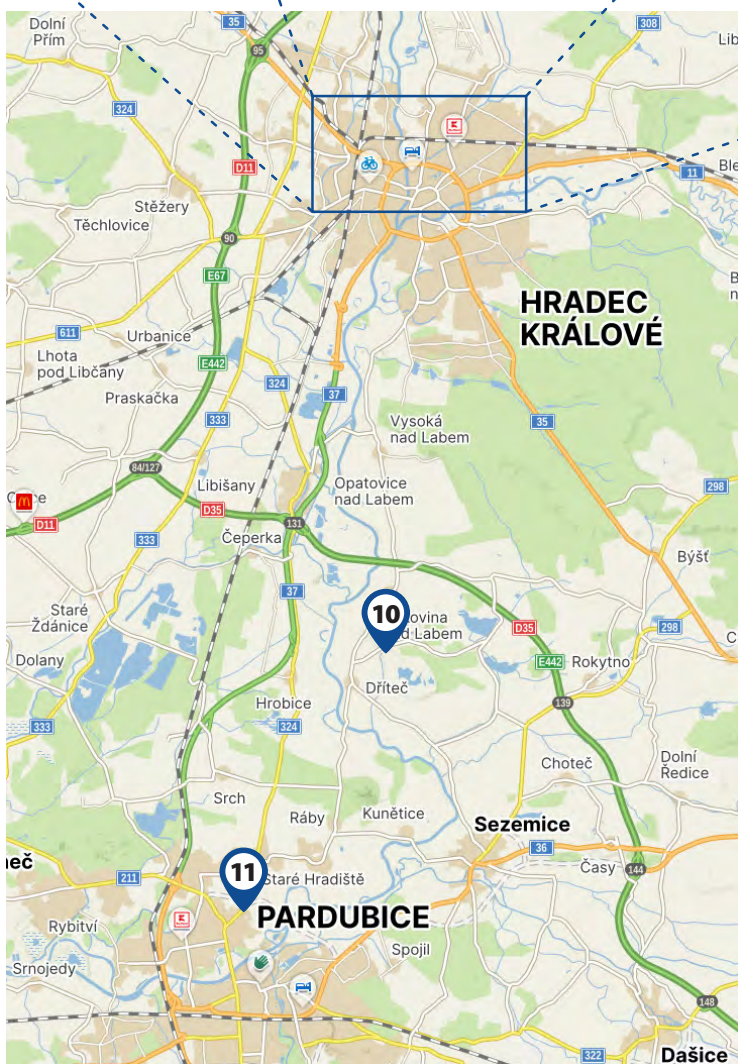 Dolní
Přím
35
308
Lib
95
324
D11
Ble
11
Stěžery
Těchlovice
90
E67
HRADEC
KRÁLOVÉ
611
Urbanice
Lhota
pod Libčany
E442
324
37
Praskačka
333
Vysoká
nad Labem
35
84/127
Libišany
Opatovice
nad Labem
298
D11
D35
131
Čeperka
333
Býšť
37
10
ovina
d Labem
Staré
Ždánice
D35
298
Dolany
E442
Rokytno
Dříteč
Hrobice
139
333
324
Choteč
Dolní
Ředice
Srch
Ráby
Kunětice
Sezemice
36
eč
11
Časy
144
211
Staré Hradiště
PARDUBICE
Rybitví
Spojil
Srnojedy
148
322
Dašice